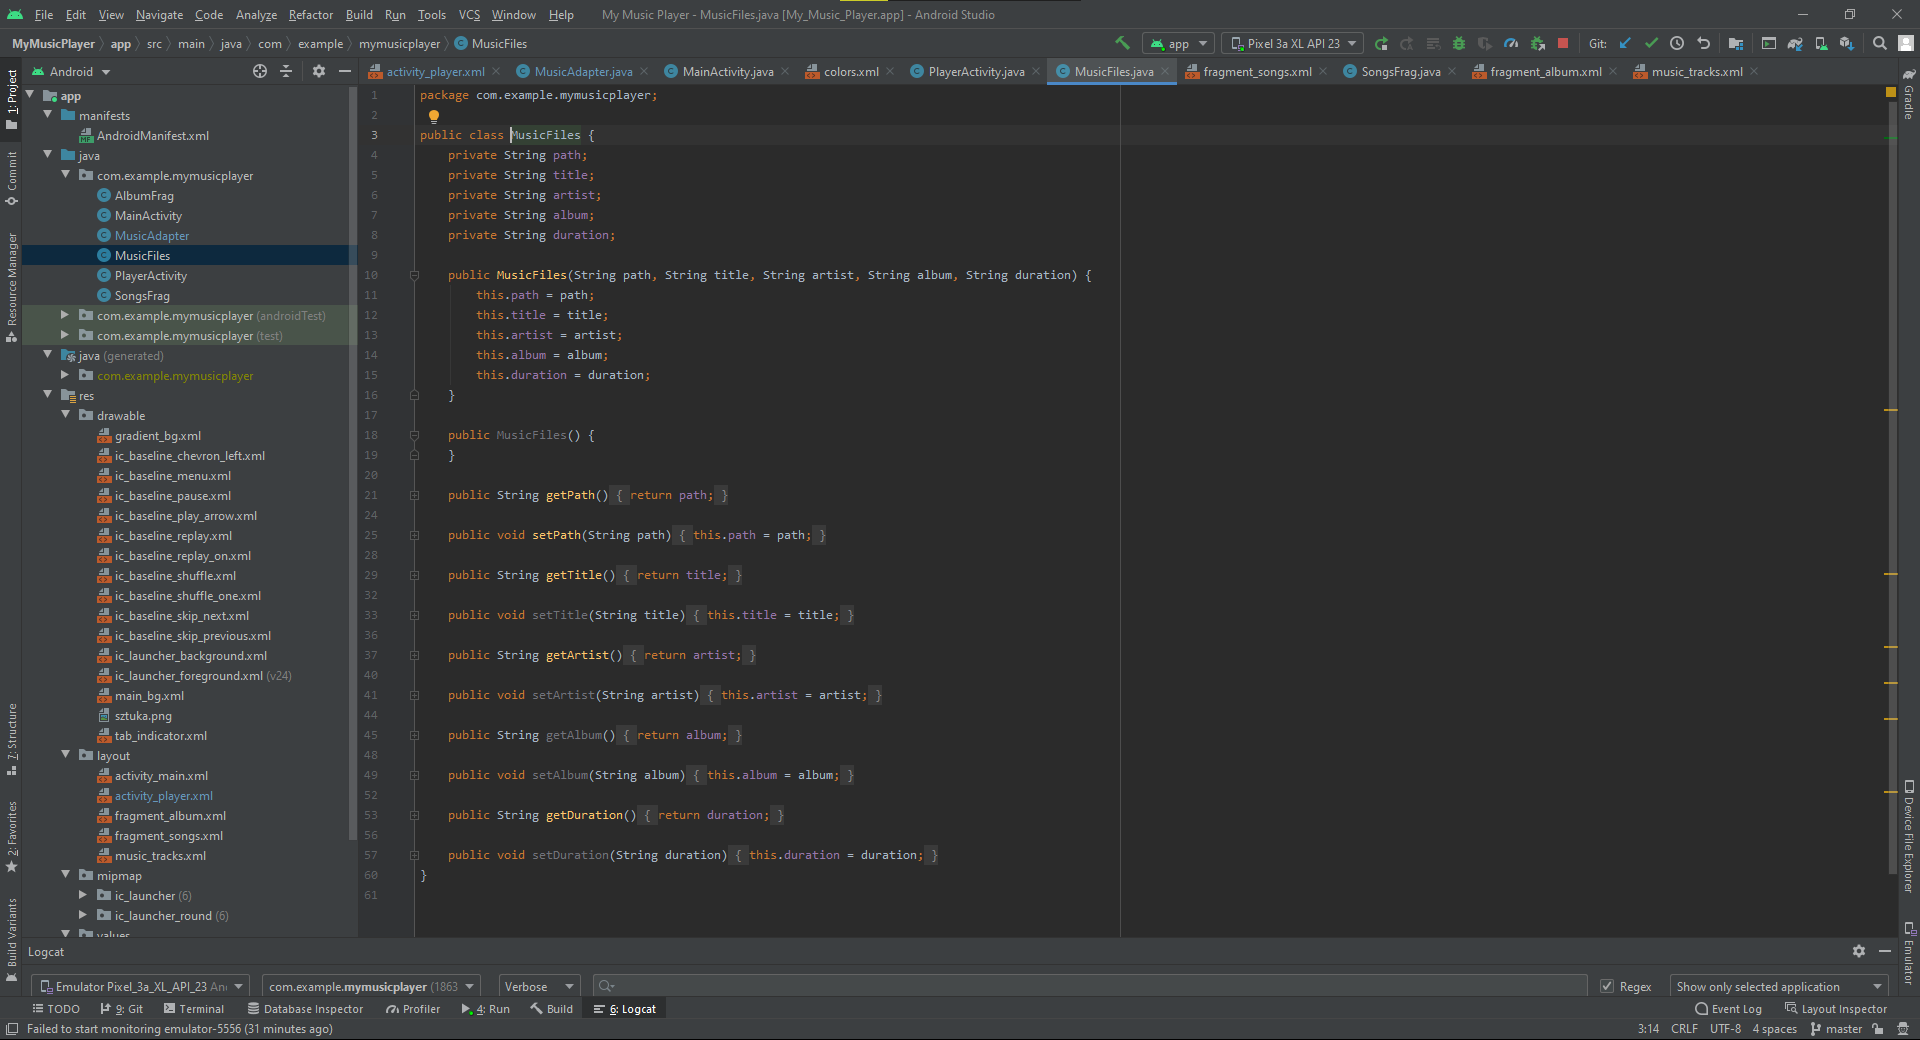 File Edit View Navigate Code Analyze Refactor Build Run Tools VCS Window Help My Music Player - MusicFiles.java [My_Music_Player.app] - Android Studio
MyMusicPlayer app src main java com example mymusicplayer MusicFiles app Pixel 3a XL API 23 Git:
Android
activity_player.xml MusicAdapter.java MainActivity.java colors.xml PlayerActivity.java MusicFiles.java fragment_songs.xml SongsFrag.java fragment_album.xml music_tracks.xml
1: Project
Commit
Resource Manager
7: Structure
2: Favorites
Build Variants
app
manifests
AndroidManifest.xml
java
com.example.mymusicplayer
AlbumFrag
MainActivity
MusicAdapter
MusicFiles
PlayerActivity
SongsFrag
com.example.mymusicplayer (androidTest)
com.example.mymusicplayer (test)
java (generated)
com.example.mymusicplayer
res
drawable
gradient_bg.xml
ic_baseline_chevron_left.xml
ic_baseline_menu.xml
ic_baseline_pause.xml
ic_baseline_play_arrow.xml
ic_baseline_replay.xml
ic_baseline_replay_on.xml
ic_baseline_shuffle.xml
ic_baseline_shuffle_one.xml
ic_baseline_skip_next.xml
ic_baseline_skip_previous.xml
ic_launcher_background.xml
ic_launcher_foreground.xml (v24)
main_bg.xml
sztuka.png
tab_indicator.xml
layout
activity_main.xml
activity_player.xml
fragment_album.xml
fragment_songs.xml
music_tracks.xml
mipmap
ic_launcher (6)
ic_launcher_round (6)
values
1 package com.example.mymusicplayer;
2
3 public class MusicFiles {
4 private String path;
5 private String title;
6 private String artist;
7 private String album;
8 private String duration;
9
10 public MusicFiles(String path, String title, String artist, String album, String duration) {
11 this.path = path;
12 this.title = title;
13 this.artist = artist;
14 this.album = album;
15 this.duration = duration;
16 }
17
18 public MusicFiles() {
19 }
20
21 public String getPath() { return path; }
24
25 public void setPath(String path) { this.path = path; }
28
29 public String getTitle() { return title; }
32
33 public void setTitle(String title) { this.title = title; }
36
37 public String getArtist() { return artist; }
40
41 public void setArtist(String artist) { this.artist = artist; }
44
45 public String getAlbum() { return album; }
48
49 public void setAlbum(String album) { this.album = album; }
52
53 public String getDuration() { return duration; }
56
57 public void setDuration(String duration) { this.duration = duration; }
60 }
61
Gradle
Device File Explorer
Emulator
Logcat
Emulator Pixel_3a_XL_API_23 An com.example.mymusicplayer (1863 Verbose Regex Show only selected application
TODO 9: Git Terminal Database Inspector Profiler 4: Run Build 6: Logcat Event Log Layout Inspector
Failed to start monitoring emulator-5556 (31 minutes ago) 3:14 CRLF UTF-8 4 spaces master